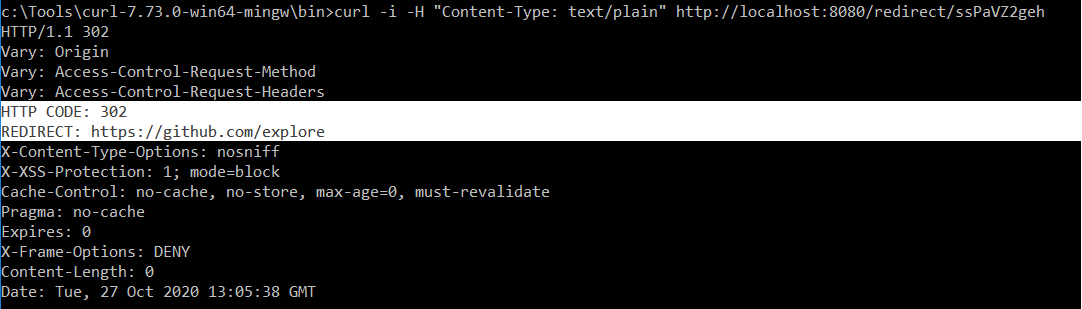 c:\Tools\curl-7.73.0-win64-mingw\bin>curl -i -H "Content-Type: text/plain" http://localhost:8080/redirect/ssPaVZ2geh
HTTP/1.1 302
Vary: Origin
Vary: Access-Control-Request-Method
Vary: Access-Control-Request-Headers
HTTP CODE: 302
REDIRECT: https://github.com/explore
X-Content-Type-Options: nosniff
X-XSS-Protection: 1; mode=block
Cache-Control: no-cache, no-store, max-age=0, must-revalidate
Pragma: no-cache
Expires: 0
X-Frame-Options: DENY
Content-Length: 0
Date: Tue, 27 Oct 2020 13:05:38 GMT